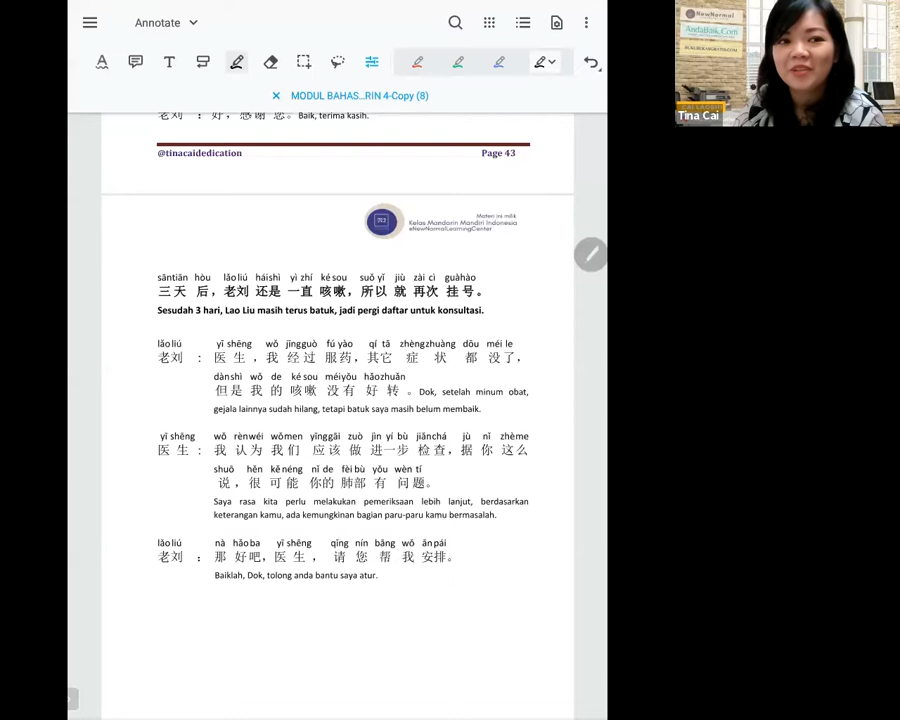 Annotate
MODUL BAHAS...RIN 4-Copy (8)
老刘 ：好，感谢 您。Baik, terima kasih.
@tinacaidedication
Page 43
Materi ini milik
Kelas Mandarin Mandiri Indonesia
#NewNormalLearningCenter
sāntiān hòu lǎoliú háishì yì zhí késou suǒyǐ jiù zài cì guàhào
三天 后，老刘 还是 一直 咳嗽，所以 就 再次 挂号。
Sesudah 3 hari, Lao Liu masih terus batuk, jadi pergi daftar untuk konsultasi.
lǎoliú yī shēng wǒ jīngguò fú yào qí tā zhèngzhuàng dōu méi le
老刘 ：医 生，我 经过 服药，其它 症 状 都 没了，
dànshì wǒ de késou méiyǒu hǎozhuǎn
但是 我 的 咳嗽 没有 好 转 。Dok, setelah minum obat,
gejala lainnya sudah hilang, tetapi batuk saya masih belum membaik.
yī shēng wǒ rènwéi wǒmen yīnggāi zuò jìn yí bù jiǎnchá jù nǐ zhème
医生：我 认为 我们 应该 做 进一步 检查，据 你 这么
shuō hěn kěnéng nǐ de fèibù yǒu wèn tí
说，很 可能 你的 肺部 有 问题。
Saya rasa kita perlu melakukan pemeriksaan lebih lanjut, berdasarkan
keterangan kamu, ada kemungkinan bagian paru-paru kamu bermasalah.
lǎoliú nà hǎoba yī shēng qǐng nín bāng wǒ ānpái
老刘 ：那 好吧，医生，请 您 帮 我 安排。
Baiklah, Dok, tolong anda bantu saya atur.
NewNormal
AndaBaik.Com
Tina Cai